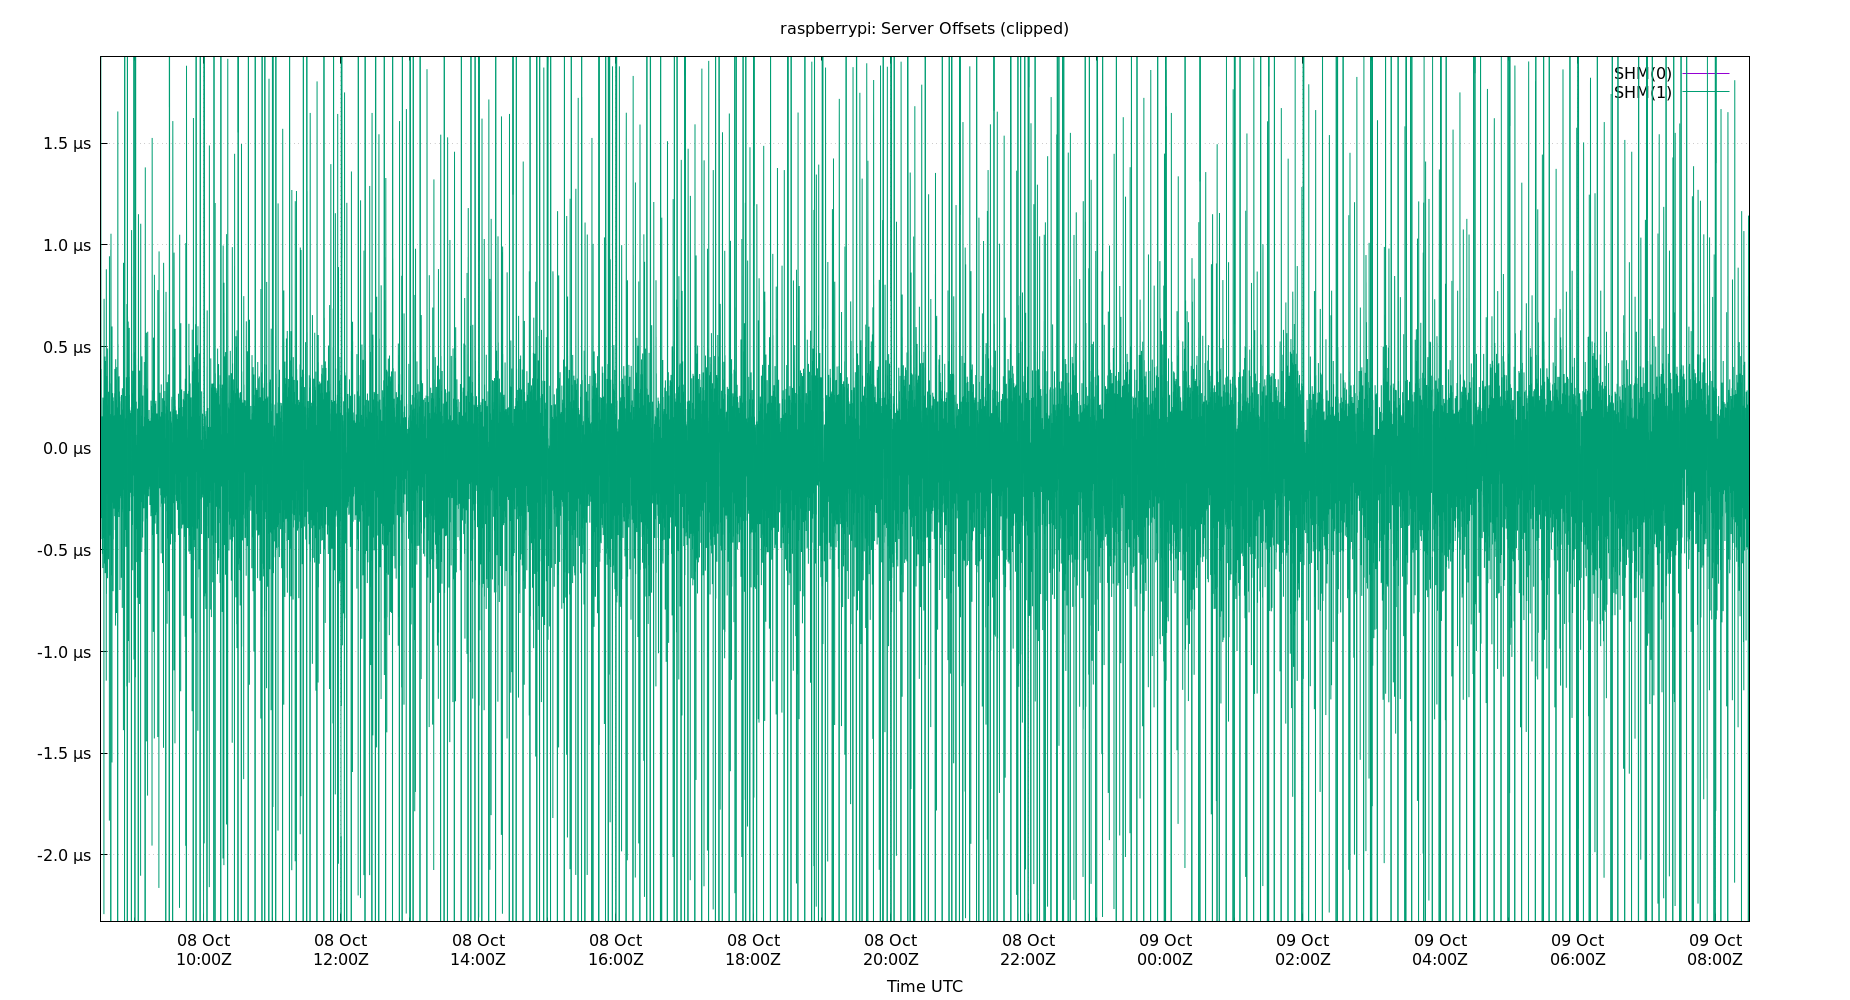 raspberrypi: Server Offsets (clipped)
SHM(0)
SHM(1)
1.5 µs
1.0 µs
0.5 µs
0.0 µs
-0.5 µs
-1.0 µs
-1.5 µs
-2.0 µs
08 Oct 08 Oct 08 Oct 08 Oct 08 Oct 08 Oct 08 Oct 09 Oct 09 Oct 09 Oct 09 Oct 09 Oct
10:00Z 12:00Z 14:00Z 16:00Z 18:00Z 20:00Z 22:00Z 00:00Z 02:00Z 04:00Z 06:00Z 08:00Z
Time UTC